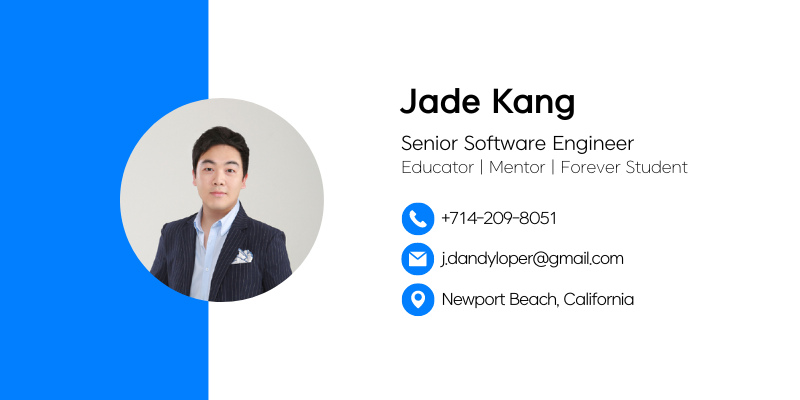 Jade Kang
Senior Software Engineer
Educator | Mentor | Forever Student
+714-209-8051
j.dandyloper@gmail.com
Newport Beach, California